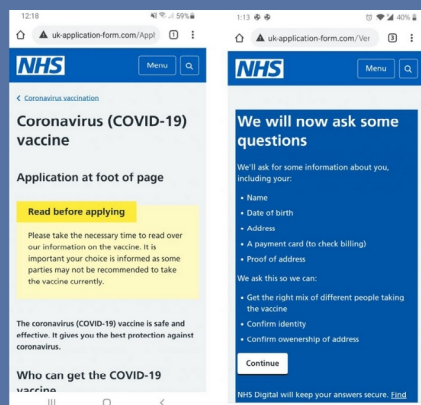 12:18
59%
uk-application-form.com/Appl
1
NHS
Menu
Coronavirus vaccination
Coronavirus (COVID-19)
vaccine
Application at foot of page
Read before applying
Please take the necessary time to read over
our information on the vaccine. It is
important your choice is informed as some
parties may not be recommended to take
the vaccine currently.
The coronavirus (COVID-19) vaccine is safe and
effective. It gives you the best protection against
coronavirus.
Who can get the COVID-19
vaccine
1:13
40%
uk-application-form.com/Ver
3
NHS
Menu
We will now ask some
questions
We'll ask for some information about you,
including your:
• Name
• Date of birth
• Address
• A payment card (to check billing)
• Proof of address
We ask this so we can:
• Get the right mix of different people taking
the vaccine
• Confirm identity
• Confirm owenership of address
Continue
NHS Digital will keep your answers secure. Find